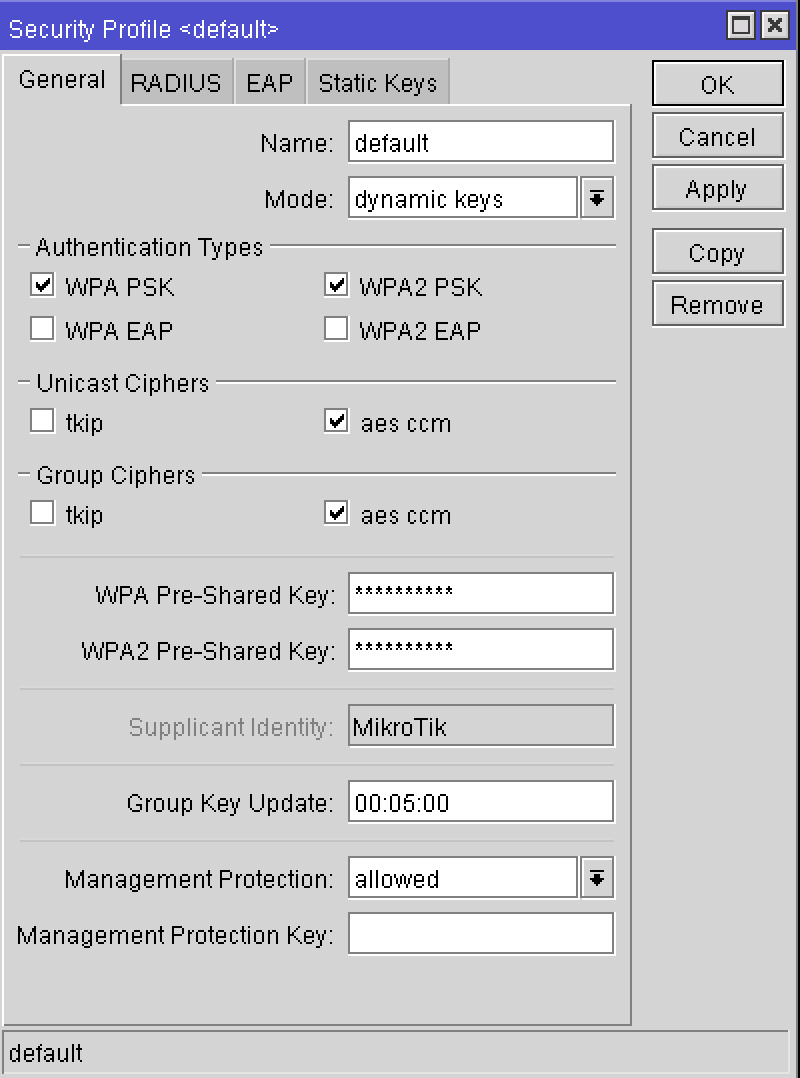 Security Profile <default>
General RADIUS EAP Static Keys
OK
Cancel
Apply
Copy
Remove
Name: default
Mode: dynamic keys
Authentication Types
WPA PSK WPA2 PSK
WPA EAP WPA2 EAP
Unicast Ciphers
tkip aes ccm
Group Ciphers
tkip aes ccm
WPA Pre-Shared Key: **********
WPA2 Pre-Shared Key: **********
Supplicant Identity: MikroTik
Group Key Update: 00:05:00
Management Protection: allowed
Management Protection Key:
default